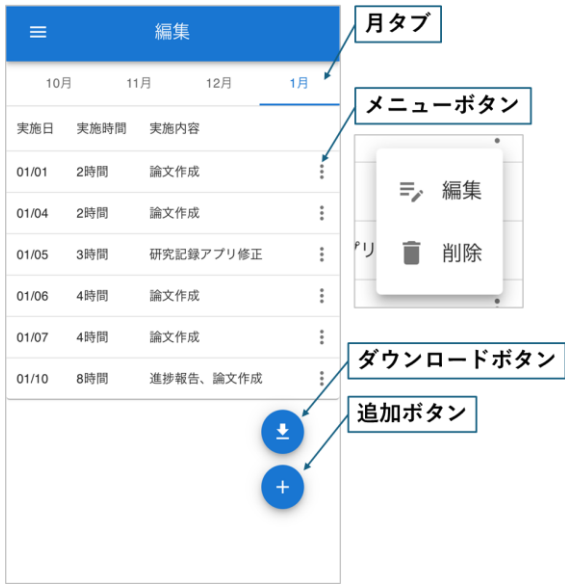 編集
月タブ
10月 11月 12月 1月
メニューボタン
実施日 実施時間 実施内容
01/01 2時間 論文作成
01/04 2時間 論文作成
01/05 3時間 研究記録アプリ修正
01/06 4時間 論文作成
01/07 4時間 論文作成
01/10 8時間 進捗報告、論文作成
編集
プリ
削除
ダウンロードボタン
追加ボタン